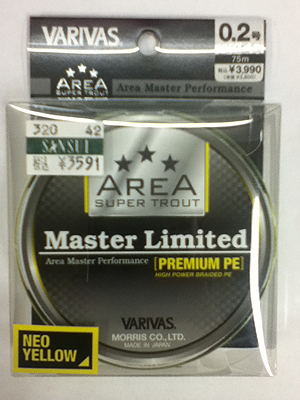 VARIVAS®
0.2号
75m
税込¥3,990
AREA
SUPER TROUT
Area Master Performance
320 42
SANSUI
¥3591
AREA
SUPER TROUT
Master Limited
Area Master Performance
[PREMIUM PE]
HIGH POWER BRAIDED PE
NEO
YELLOW
VARIVAS®
MORRIS CO.,LTD.
MADE IN JAPAN